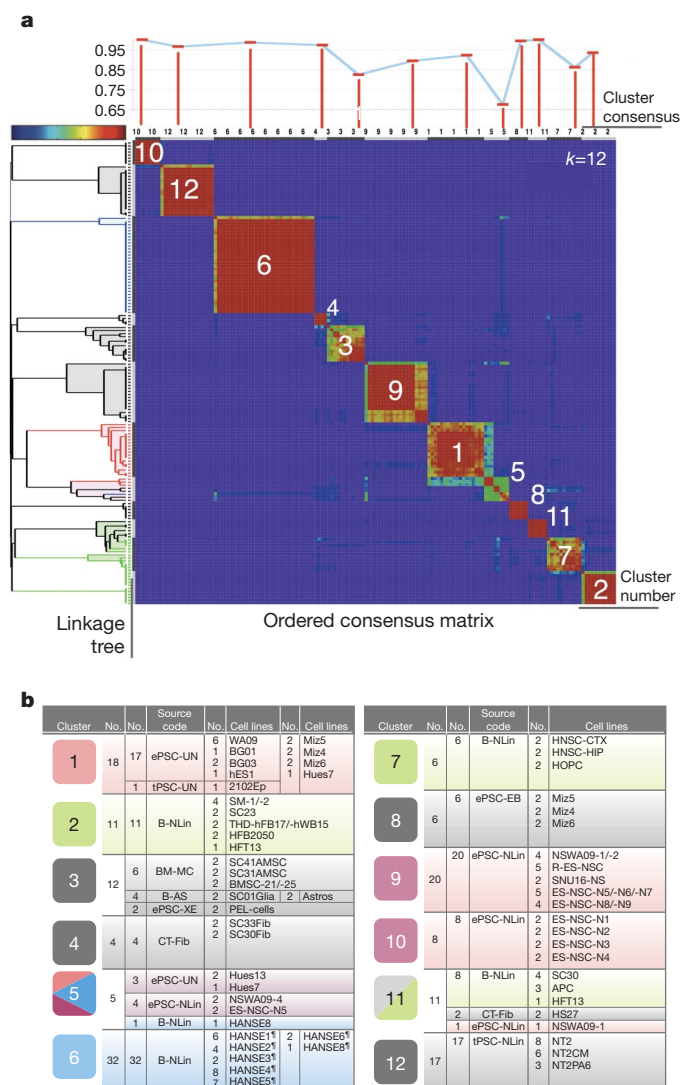 a
0.95
0.85
0.75
0.65
Cluster
consensus
10 10 12 12 12 6 6 6 6 6 6 4 3 3 3 9 9 9 9 9 1 1 1 1 1 5 5 8 11 11 7 7 2 2 2
k=12
10
12
6
4
3
9
1
5
8
11
7
2
Cluster
number
Linkage
tree
Ordered consensus matrix
b
Cluster No. No. Source code No. Cell lines No. Cell lines
1 18 17 ePSC-UN 6 WA09 2 Miz5
1 BG01 2 Miz4
2 BG03 2 Miz6
1 hES1 1 Hues7
1 tPSC-UN 1 2102Ep
2 11 11 B-NLin 4 SM-1/-2
2 SC23
2 THD-hFB17/-hWB15
2 HFB2050
1 HFT13
3 12 6 BM-MC 2 SC41AMSC
2 SC31AMSC
2 BMSC-21/-25
4 B-AS 2 SC01Glia 2 Astros
2 ePSC-XE 2 PEL-cells
4 4 4 CT-Fib 2 SC33Fib
2 SC30Fib
5 5 3 ePSC-UN 2 Hues13
1 Hues7
4 ePSC-NLin 2 NSWA09-4
2 ES-NSC-N5
1 B-NLin 1 HANSE8
6 32 32 B-NLin 6 HANSE1¶ 2 HANSE6¶
4 HANSE2¶ 1 HANSE8¶
2 HANSE3¶
8 HANSE4¶
7 HANSE5¶
Cluster No. No. Source code No. Cell lines
7 6 6 B-NLin 2 HNSC-CTX
2 HNSC-HIP
2 HOPC
8 6 6 ePSC-EB 2 Miz5
2 Miz4
2 Miz6
9 20 20 ePSC-NLin 4 NSWA09-1/-2
5 R-ES-NSC
2 SNU16-NS
5 ES-NSC-N5/-N6/-N7
4 ES-NSC-N8/-N9
10 8 8 ePSC-NLin 2 ES-NSC-N1
2 ES-NSC-N2
2 ES-NSC-N3
2 ES-NSC-N4
11 11 8 B-NLin 4 SC30
3 APC
1 HFT13
2 CT-Fib 2 HS27
1 ePSC-NLin 1 NSWA09-1
12 17 17 tPSC-NLin 8 NT2
6 NT2CM
3 NT2PA6